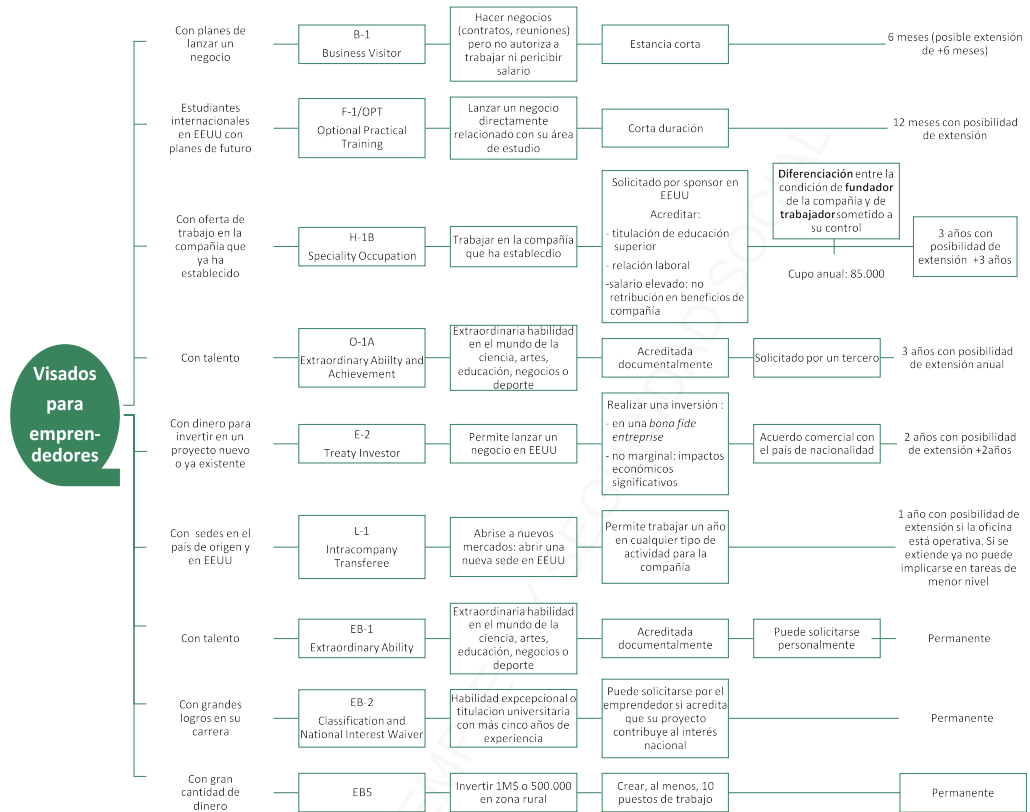 Visados
para
empren-
dedores
Con planes de
lanzar un
negocio
B-1
Business Visitor
Hacer negocios
(contratos, reuniones)
pero no autoriza a
trabajar ni pericibir
salario
Estancia corta
6 meses (posible extensión
de +6 meses)
Estudiantes
internacionales
en EEUU con
planes de futuro
F-1/OPT
Optional Practical
Training
Lanzar un negocio
directamente
relacionado con su área
de estudio
Corta duración
12 meses con posibilidad
de extensión
Con oferta de
trabajo en la
compañía que
ya ha
establecido
H-1B
Speciality Occupation
Trabajar en la compañía
que ha establecdio
Solicitado por sponsor en
EEUU
Acreditar:
- titulación de educación
superior
- relación laboral
-salario elevado: no
retribución en beneficios de
compañía
Diferenciación entre la
condición de fundador
de la compañía y de
trabajador sometido a
su control
Cupo anual: 85.000
3 años con
posibilidad de
extensión +3 años
Con talento
O-1A
Extraordinary Abiilty and
Achievement
Extraordinaria habilidad
en el mundo de la
ciencia, artes,
educación, negocios o
deporte
Acreditada
documentalmente
Solicitado por un tercero
3 años con posibilidad
de extensión anual
Con dinero para
invertir en un
proyecto nuevo
o ya existente
E-2
Treaty Investor
Permite lanzar un
negocio en EEUU
Realizar una inversión :
- en una bona fide
entreprise
- no marginal: impactos
económicos
significativos
Acuerdo comercial con
el país de nacionalidad
2 años con posibilidad
de extensión +2años
Con sedes en el
país de origen y
en EEUU
L-1
Intracompany
Transferee
Abrise a nuevos
mercados: abrir una
nueva sede en EEUU
Permite trabajar un año
en cualquier tipo de
actividad para la
compañía
1 año con posibilidad de
extensión si la oficina
está operativa. Si se
extiende ya no puede
implicarse en tareas de
menor nivel
Con talento
EB-1
Extraordinary Ability
Extraordinaria habilidad
en el mundo de la
ciencia, artes,
educación, negocios o
deporte
Acreditada
documentalmente
Puede solicitarse
personalmente
Permanente
Con grandes
logros en su
carrera
EB-2
Classification and
National Interest Waiver
Habilidad expcepcional o
titulacion universitaria
con más cinco años de
experiencia
Puede solicitarse por el
emprendedor si acredita
que su proyecto
contribuye al interés
nacional
Permanente
Con gran
cantidad de
dinero
EB5
Invertir 1M$ o 500.000
en zona rural
Crear, al menos, 10
puestos de trabajo
Permanente